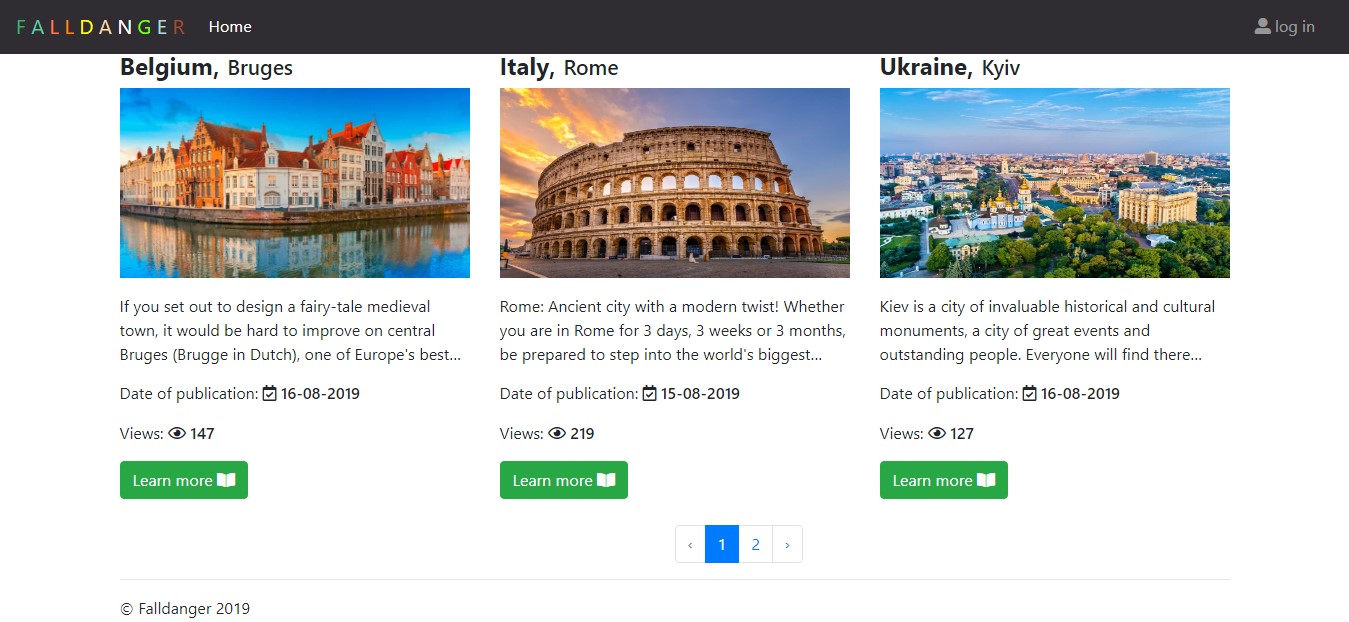 FALLDANGER Home log in
Belgium, Bruges
If you set out to design a fairy-tale medieval
town, it would be hard to improve on central
Bruges (Brugge in Dutch), one of Europe's best...
Date of publication: 16-08-2019
Views: 147
Learn more
Italy, Rome
Rome: Ancient city with a modern twist! Whether
you are in Rome for 3 days, 3 weeks or 3 months,
be prepared to step into the world's biggest...
Date of publication: 15-08-2019
Views: 219
Learn more
Ukraine, Kyiv
Kiev is a city of invaluable historical and cultural
monuments, a city of great events and
outstanding people. Everyone will find there...
Date of publication: 16-08-2019
Views: 127
Learn more
‹ 1 2 ›
© Falldanger 2019